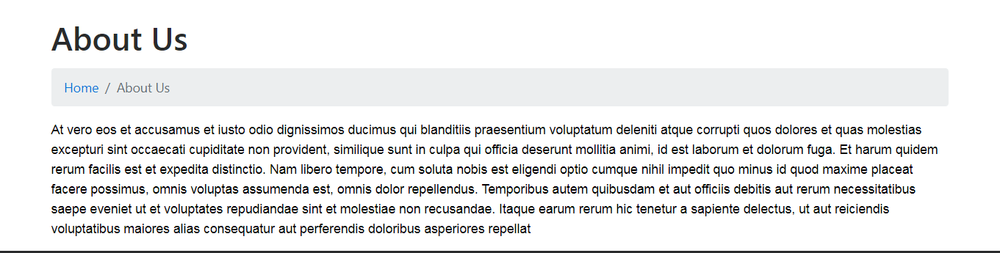 About Us
Home / About Us
At vero eos et accusamus et iusto odio dignissimos ducimus qui blanditiis praesentium voluptatum deleniti atque corrupti quos dolores et quas molestias
excepturi sint occaecati cupiditate non provident, similique sunt in culpa qui officia deserunt mollitia animi, id est laborum et dolorum fuga. Et harum quidem
rerum facilis est et expedita distinctio. Nam libero tempore, cum soluta nobis est eligendi optio cumque nihil impedit quo minus id quod maxime placeat
facere possimus, omnis voluptas assumenda est, omnis dolor repellendus. Temporibus autem quibusdam et aut officiis debitis aut rerum necessitatibus
saepe eveniet ut et voluptates repudiandae sint et molestiae non recusandae. Itaque earum rerum hic tenetur a sapiente delectus, ut aut reiciendis
voluptatibus maiores alias consequatur aut perferendis doloribus asperiores repellat